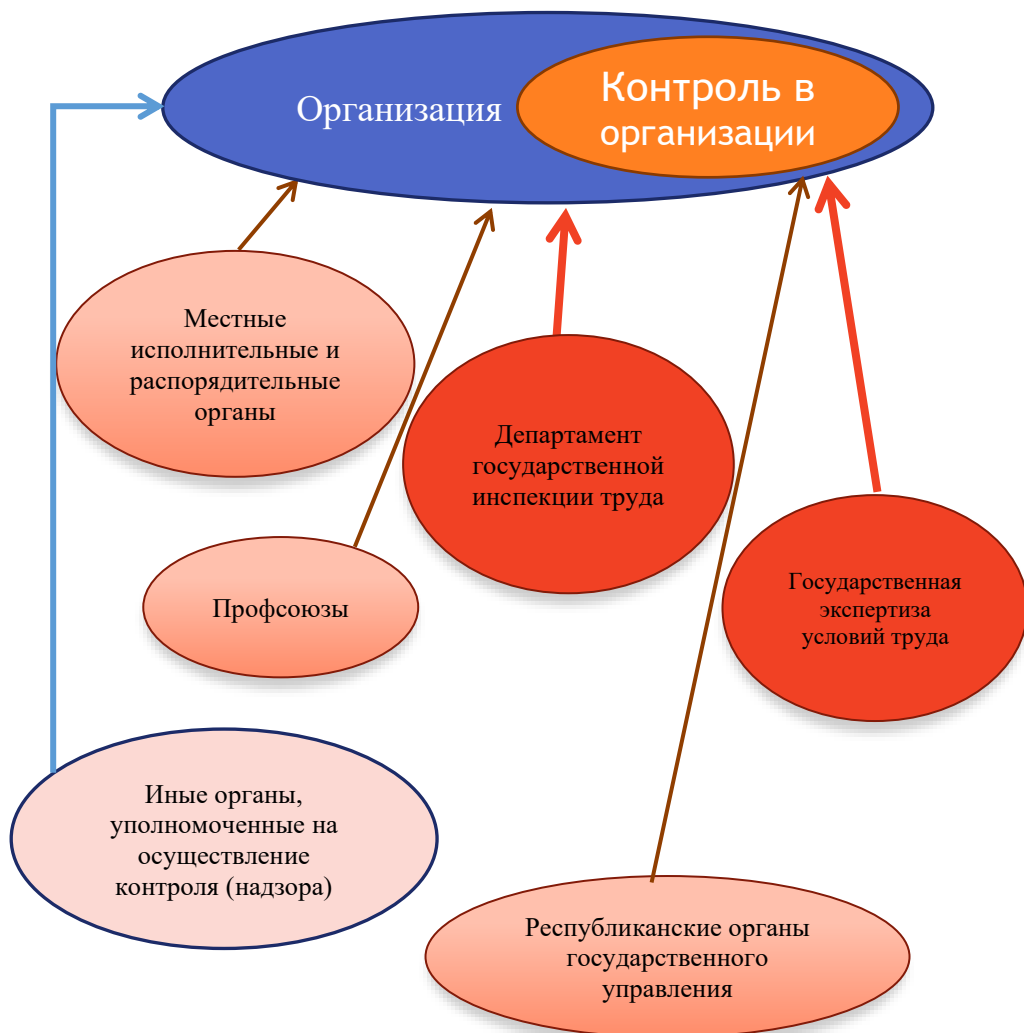 Организация
Контроль в
организации
Местные
исполнительные и
распорядительные
органы
Департамент
государственной
инспекции труда
Государственная
экспертиза
условий труда
Профсоюзы
Иные органы,
уполномоченные на
осуществление
контроля (надзора)
Республиканские органы
государственного
управления